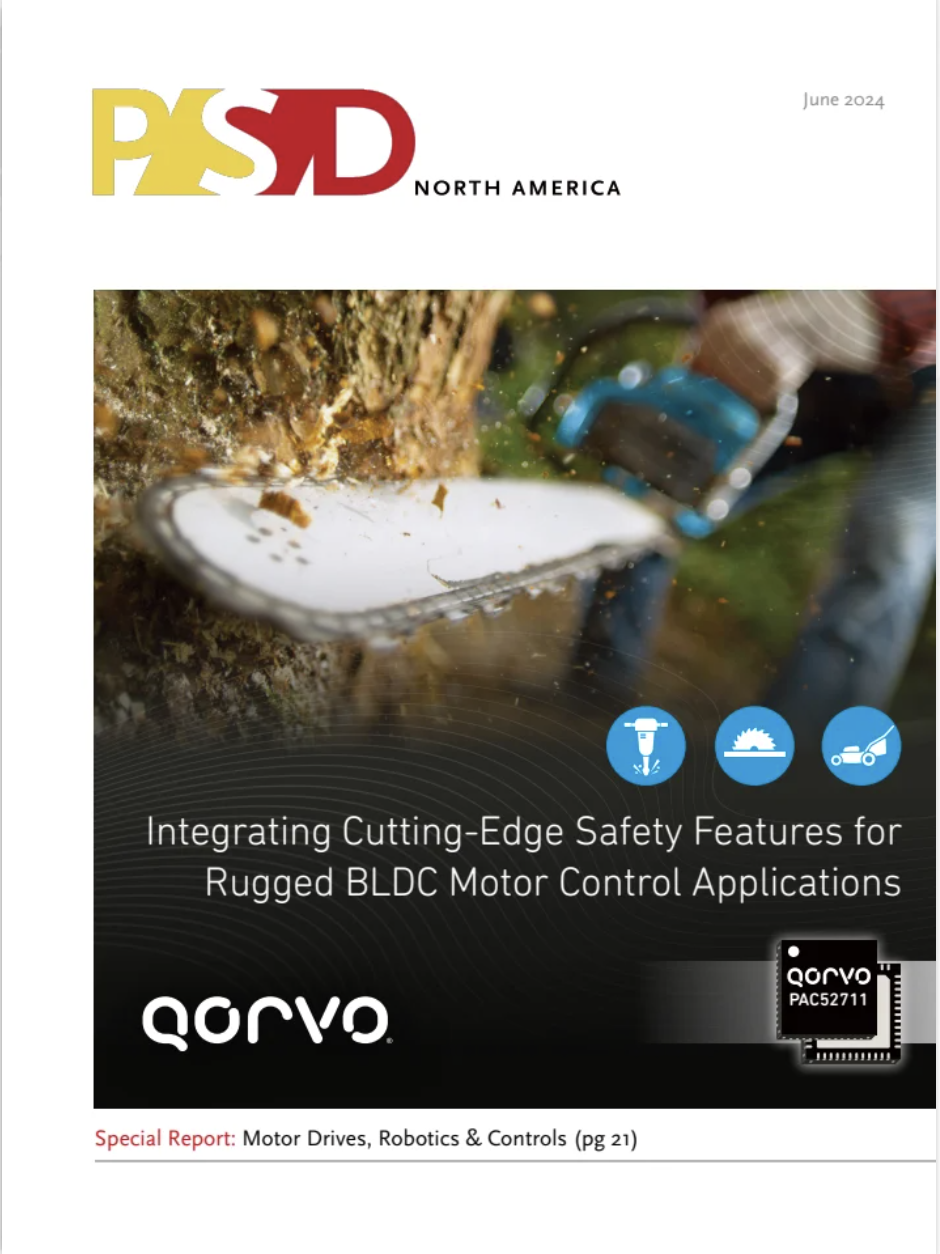 PSD NORTH AMERICA
June 2024
Integrating Cutting-Edge Safety Features for
Rugged BLDC Motor Control Applications
QORVO
PAC52711
QORVO®
Special Report: Motor Drives, Robotics & Controls (pg 21)